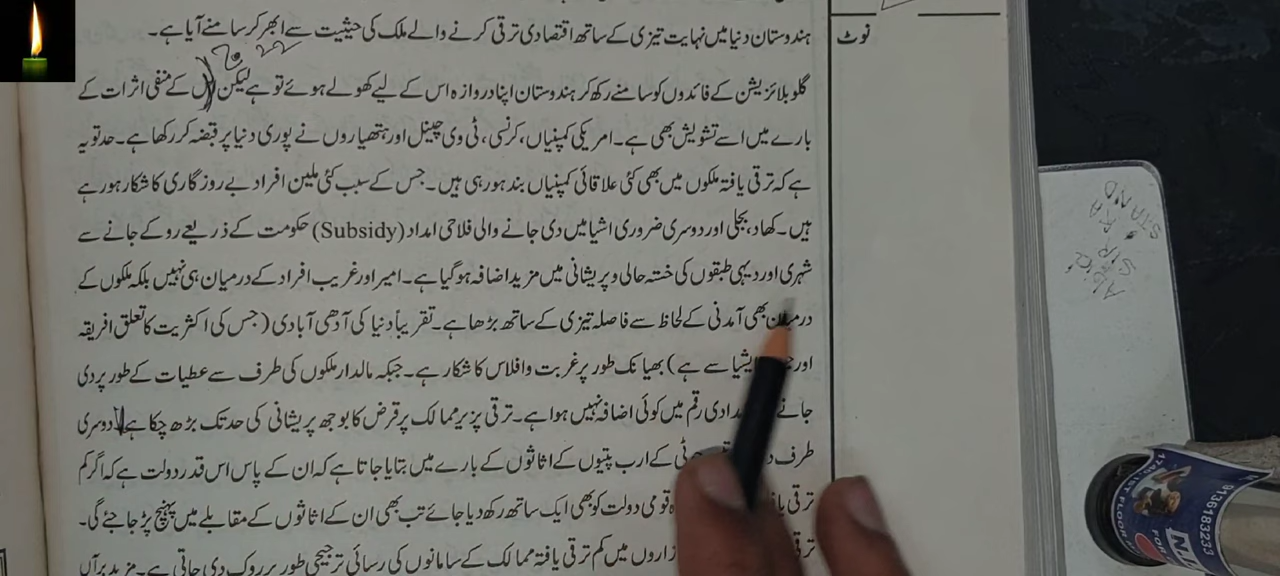 ہندوستان دنیا میں نہایت تیزی کے ساتھ اقتصادی ترقی کرنے والے ملک کی حیثیت سے ابھر کر سامنے آیا ہے۔
نوٹ
گلوبلائزیشن کے فائدوں کو سامنے رکھ کر ہندوستان اپنا دروازہ اس کے لیے کھولے ہوئے تو ہے لیکن اس کے منفی اثرات کے
بارے میں اسے تشویش بھی ہے۔ امریکی کمپنیاں، کرنسی، ٹی وی چینل اور ہتھیاروں نے پوری دنیا پر قبضہ کر رکھا ہے۔ حد تو یہ
ہے کہ ترقی یافتہ ملکوں میں بھی کئی علاقائی کمپنیاں بند ہو رہی ہیں۔ جس کے سبب کئی ملین افراد بے روزگاری کا شکار ہو رہے
ہیں۔ کھاد، بجلی اور دوسری ضروری اشیا میں دی جانے والی فلاحی امداد (Subsidy) حکومت کے ذریعے روکے جانے سے
شہری اور دیہی طبقوں کی خستہ حالی و پریشانی میں مزید اضافہ ہو گیا ہے۔ امیر اور غریب افراد کے درمیان ہی نہیں بلکہ ملکوں کے
درمیان بھی آمدنی کے لحاظ سے فاصلہ تیزی کے ساتھ بڑھا ہے۔ تقریباً دنیا کی آدھی آبادی (جس کی اکثریت کا تعلق افریقہ
اور ایشیا سے ہے) بھیانک طور پر غربت و افلاس کا شکار ہے۔ جبکہ مالدار ملکوں کی طرف سے عطیات کے طور پر دی
جانے امدادی رقم میں کوئی اضافہ نہیں ہوا ہے۔ ترقی پزیر ممالک پر قرض کا بوجھ پریشانی کی حد تک بڑھ چکا ہے۔ دوسری
طرف کے ارب پتیوں کے اثاثوں کے بارے میں بتایا جاتا ہے کہ ان کے پاس اس قدر دولت ہے کہ اگر کم
ترقی قومی دولت کو بھی ایک ساتھ رکھ دیا جائے تب بھی ان کے اثاثوں کے مقابلے میں ہیچ پڑ جائے گی۔
میں کم ترقی یافتہ ممالک کے سامانوں کی رسائی ترجیحی طور پر روک دی جاتی ہے۔ مزید برآں
STAND